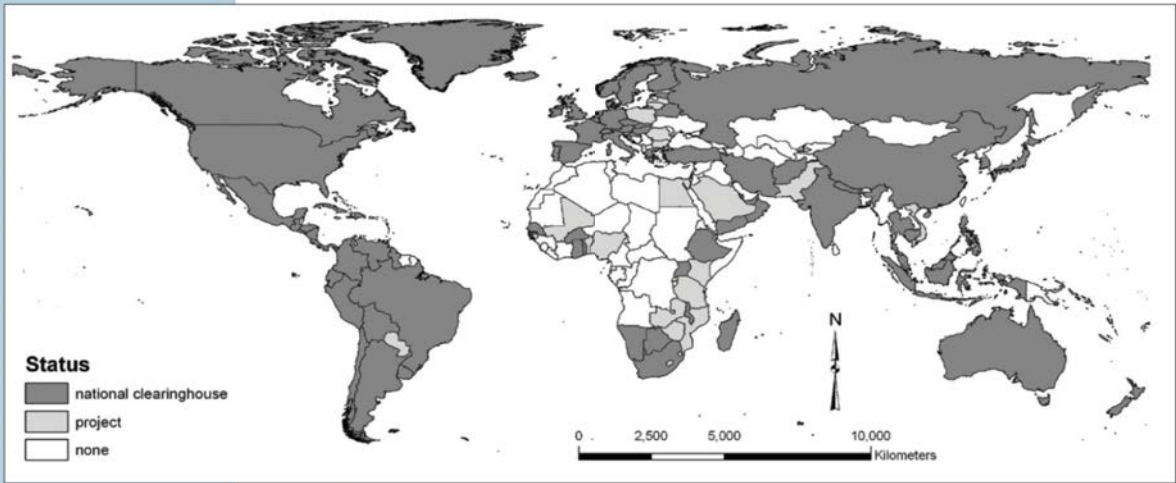 N
Status
national clearinghouse
project
none
0 2,500 5,000 10,000
Kilometers